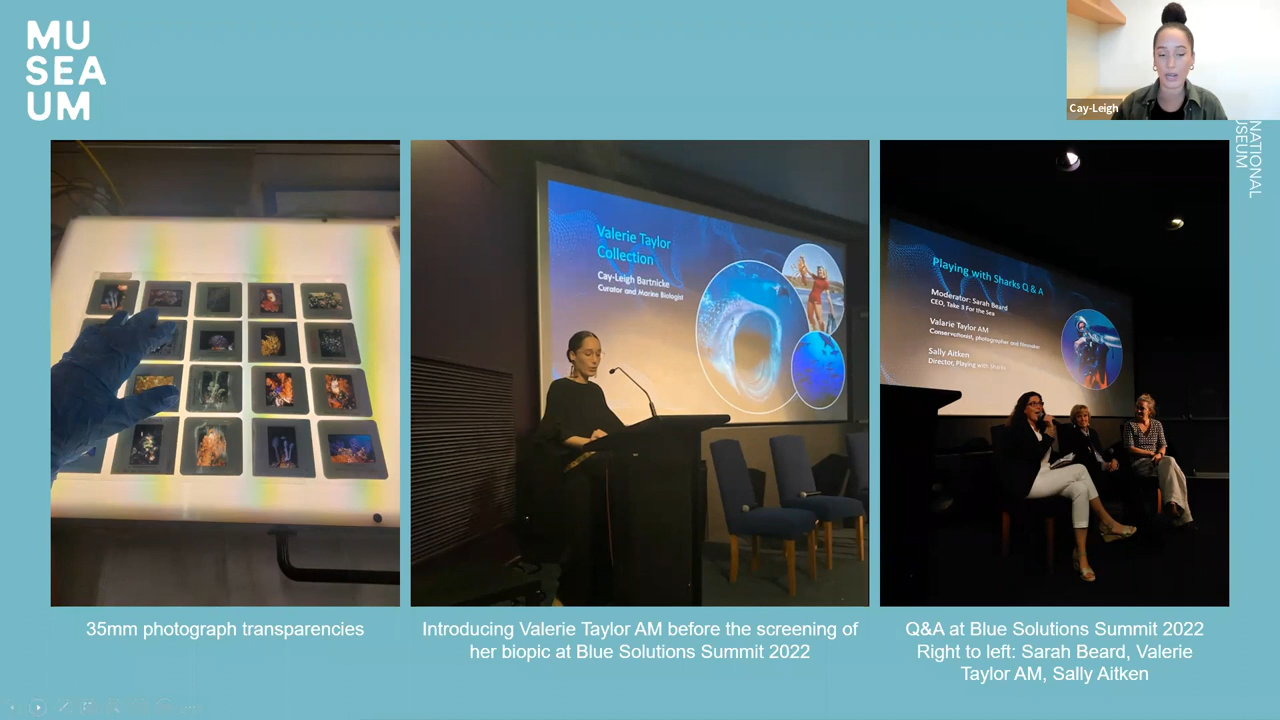 MU
SEA
UM
Cay-Leigh
NATIONAL
USEUM
Valerie Taylor
Collection
Cay-Leigh Bartnicke
Curator and Marine Biologist
Playing with Sharks Q & A
Moderator: Sarah Beard
CEO, Take 3 For the Sea
Valarie Taylor AM
Conservationist, photographer and filmmaker
Sally Aitken
Director, Playing with Sharks
35mm photograph transparencies
Introducing Valerie Taylor AM before the screening of
her biopic at Blue Solutions Summit 2022
Q&A at Blue Solutions Summit 2022
Right to left: Sarah Beard, Valerie
Taylor AM, Sally Aitken